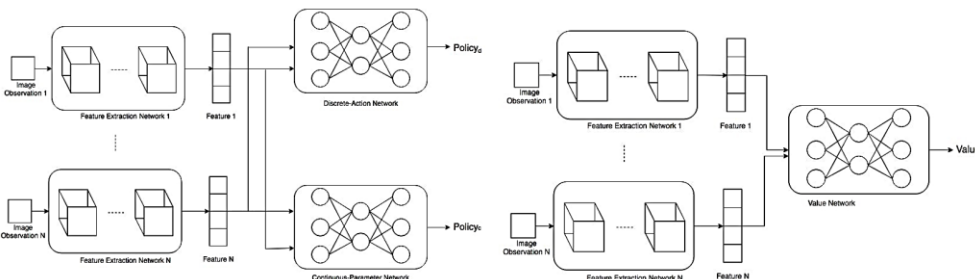 Image
Observation 1
Feature Extraction Network 1
Feature 1
Discrete-Action Network
Policyd
Image
Observation N
Feature Extraction Network N
Feature N
Continuous-Parameter Network
Policyc
Image
Observation 1
Feature Extraction Network 1
Feature 1
Value Network
Valu
Image
Observation N
Feature Extraction Network N
Feature N